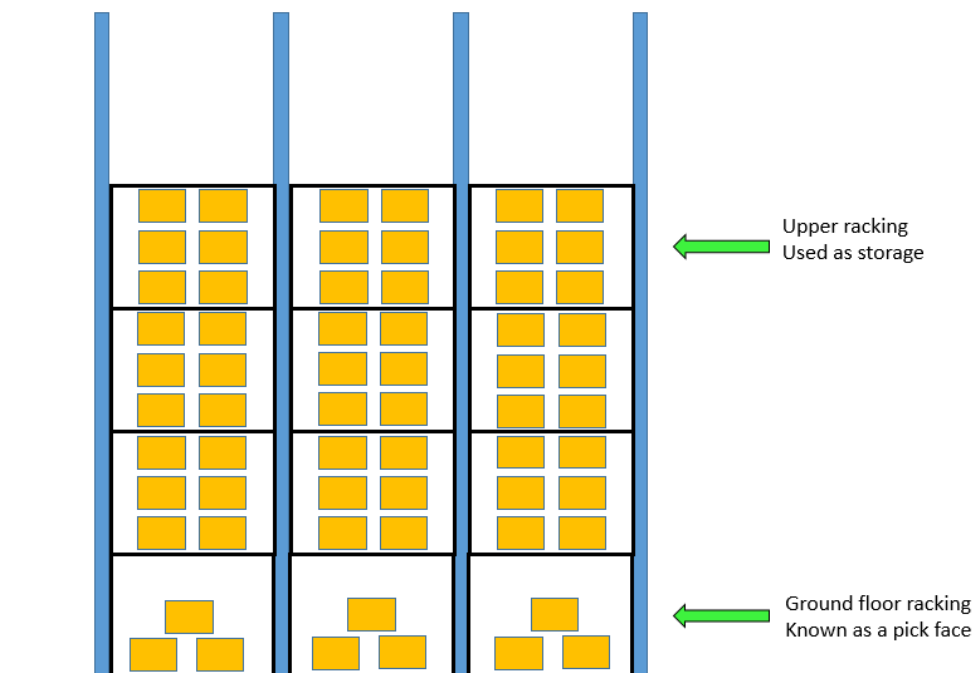 Upper racking
Used as storage
Ground floor racking
Known as a pick face